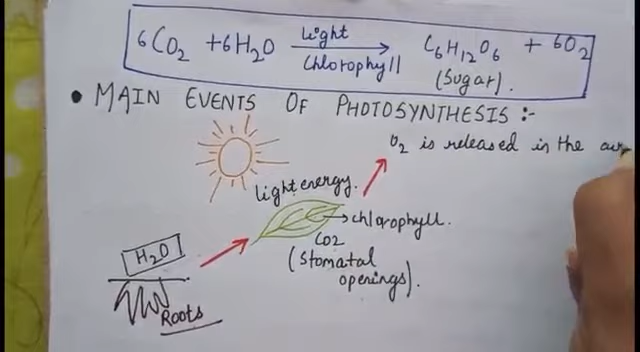 6CO2 +6H2O Light Chlorophyll C6H12O6 + 6O2
(Sugar).
• MAIN EVENTS OF PHOTOSYNTHESIS :-
O2 is released in the
light energy.
chlorophyll.
CO2
(Stomatal
openings).
H2O
Roots